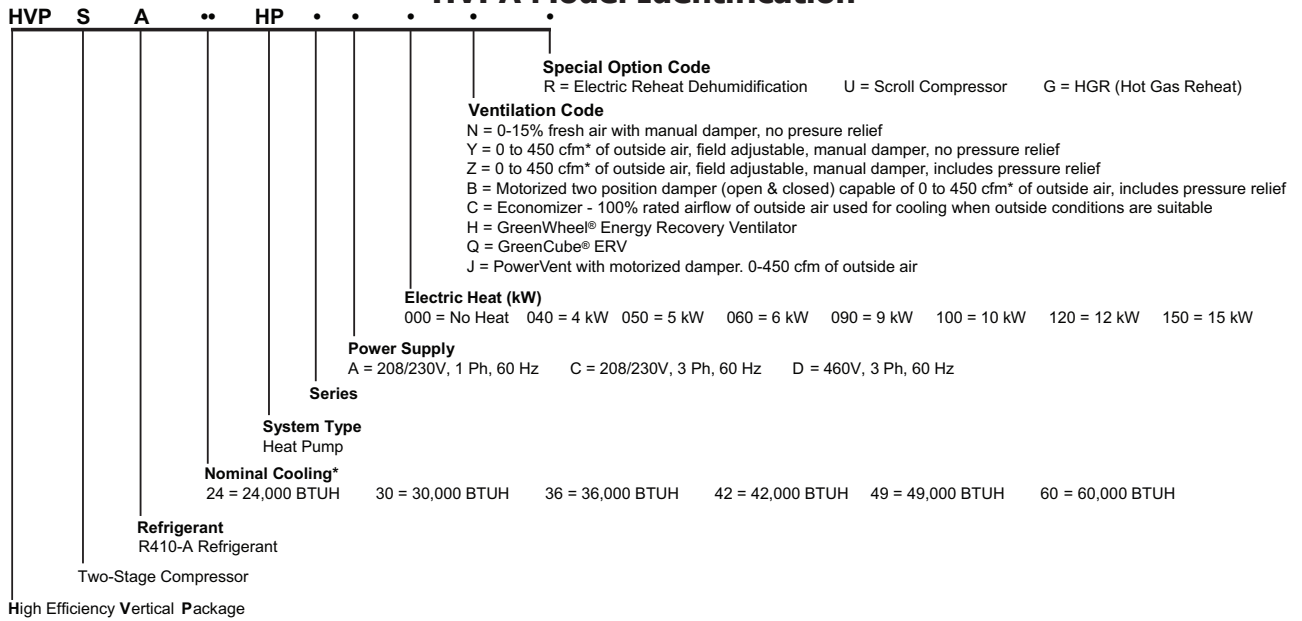 HVPA Model Identification
HVP S A •• HP • • • • •
Special Option Code
R = Electric Reheat Dehumidification U = Scroll Compressor G = HGR (Hot Gas Reheat)
Ventilation Code
N = 0-15% fresh air with manual damper, no presure relief
Y = 0 to 450 cfm* of outside air, field adjustable, manual damper, no pressure relief
Z = 0 to 450 cfm* of outside air, field adjustable, manual damper, includes pressure relief
B = Motorized two position damper (open & closed) capable of 0 to 450 cfm* of outside air, includes pressure relief
C = Economizer - 100% rated airflow of outside air used for cooling when outside conditions are suitable
H = GreenWheel® Energy Recovery Ventilator
Q = GreenCube® ERV
J = PowerVent with motorized damper. 0-450 cfm of outside air
Electric Heat (kW)
000 = No Heat 040 = 4 kW 050 = 5 kW 060 = 6 kW 090 = 9 kW 100 = 10 kW 120 = 12 kW 150 = 15 kW
Power Supply
A = 208/230V, 1 Ph, 60 Hz C = 208/230V, 3 Ph, 60 Hz D = 460V, 3 Ph, 60 Hz
Series
System Type
Heat Pump
Nominal Cooling*
24 = 24,000 BTUH 30 = 30,000 BTUH 36 = 36,000 BTUH 42 = 42,000 BTUH 49 = 49,000 BTUH 60 = 60,000 BTUH
Refrigerant
R410-A Refrigerant
Two-Stage Compressor
High Efficiency Vertical Package